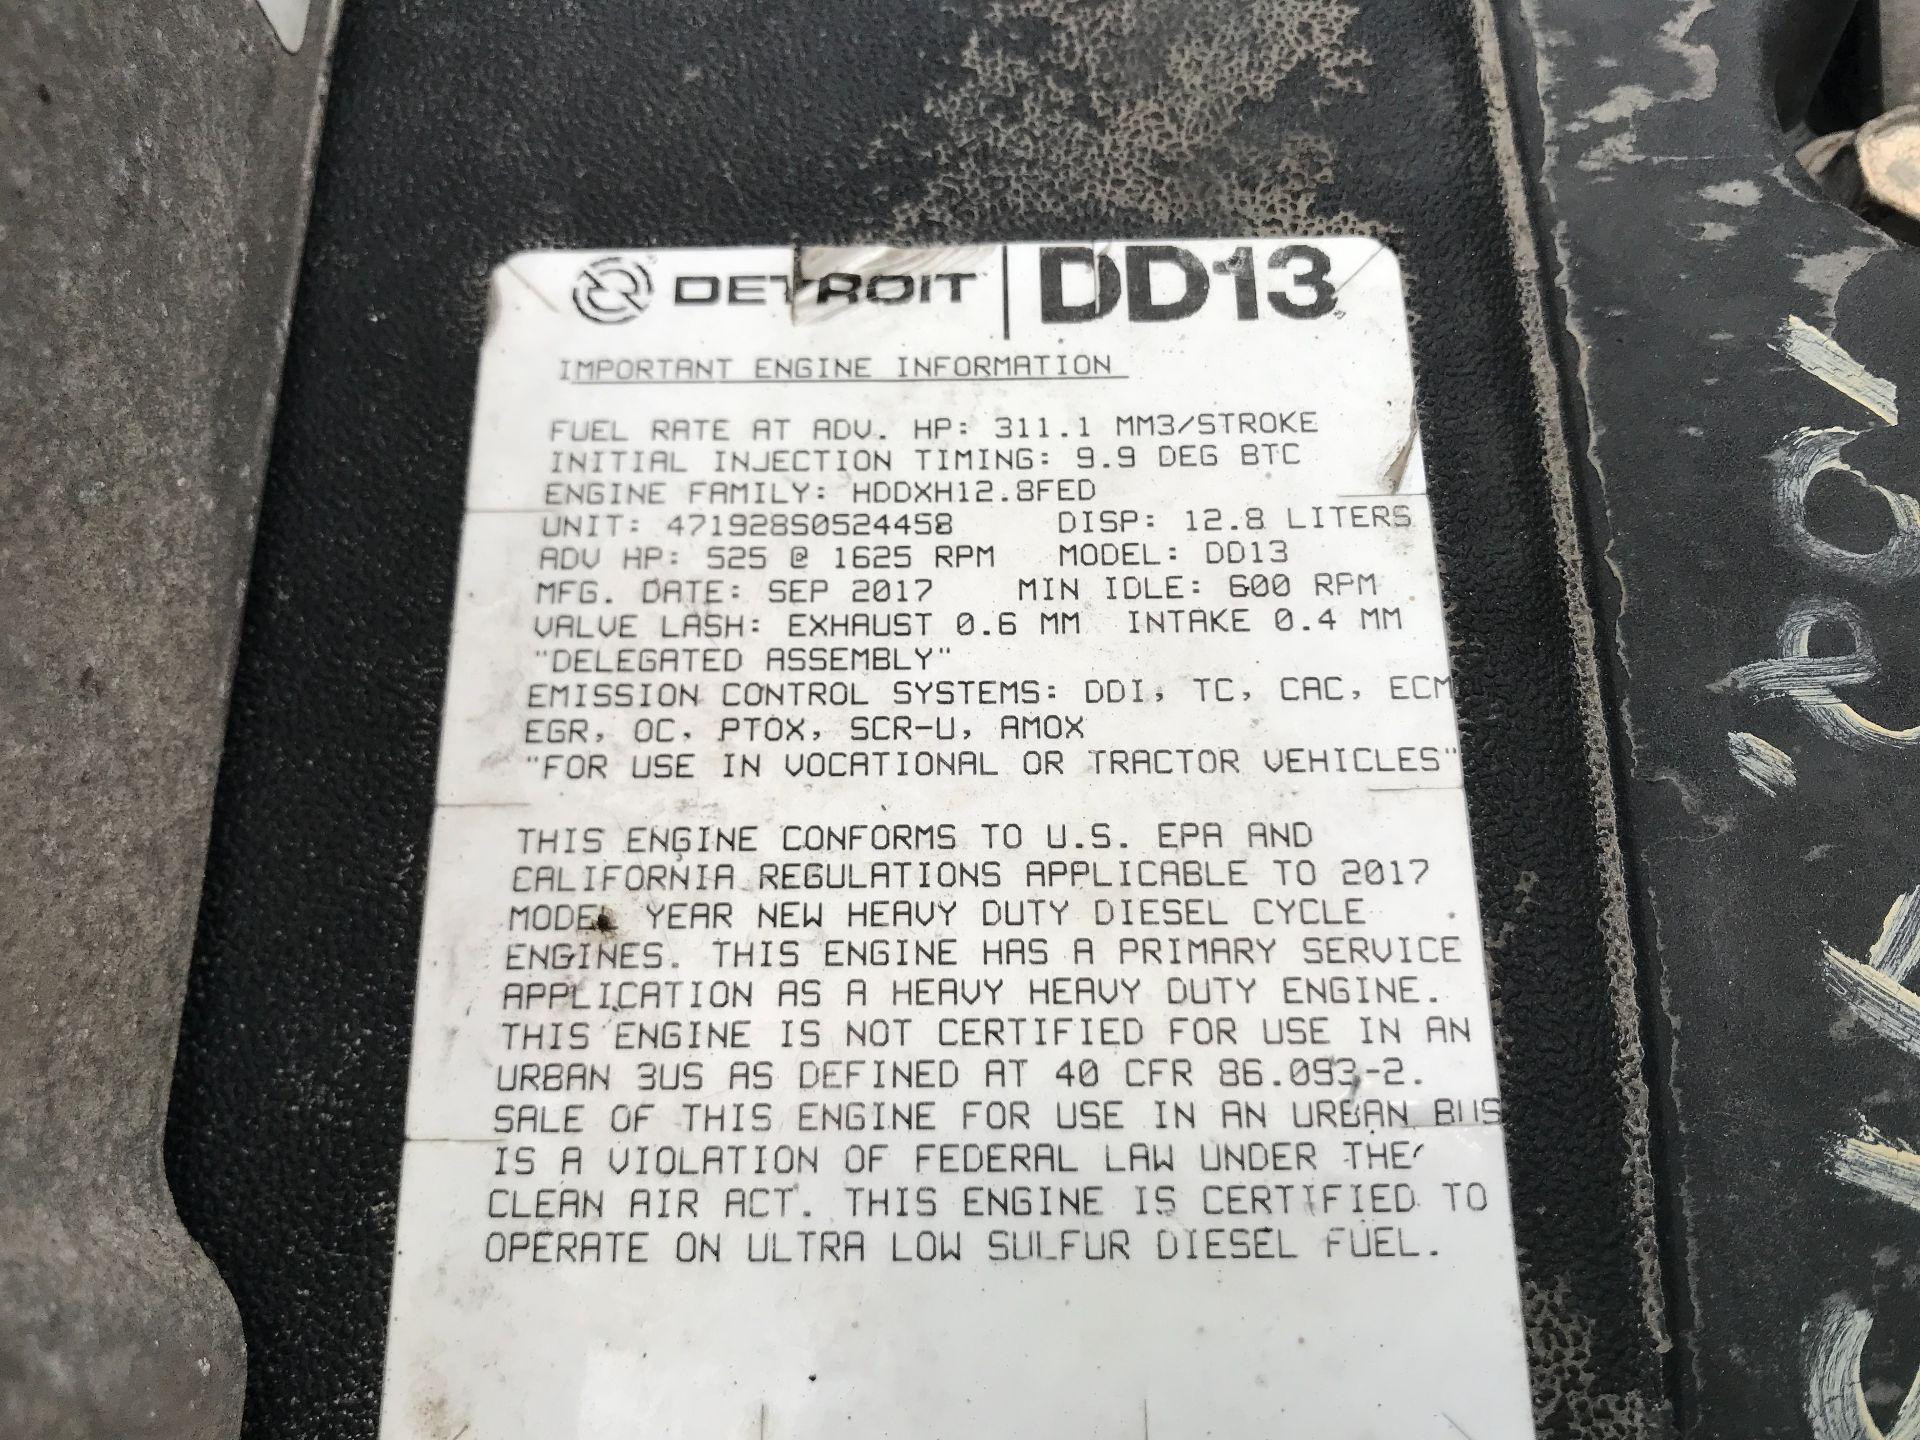 DETROIT | DD13
IMPORTANT ENGINE INFORMATION
FUEL RATE AT ADV. HP: 311.1 MM3/STROKE
INITIAL INJECTION TIMING: 9.9 DEG BTC
ENGINE FAMILY: HDDXH12.8FED
UNIT: 471928S0524458 DISP: 12.8 LITERS
ADV HP: 525 @ 1625 RPM MODEL: DD13
MFG. DATE: SEP 2017 MIN IDLE: 600 RPM
VALVE LASH: EXHAUST 0.6 MM INTAKE 0.4 MM
"DELEGATED ASSEMBLY"
EMISSION CONTROL SYSTEMS: DDI, TC, CAC, ECM
EGR, OC, PTOX, SCR-U, AMOX
"FOR USE IN VOCATIONAL OR TRACTOR VEHICLES"
THIS ENGINE CONFORMS TO U.S. EPA AND
CALIFORNIA REGULATIONS APPLICABLE TO 2017
MODEL YEAR NEW HEAVY DUTY DIESEL CYCLE
ENGINES. THIS ENGINE HAS A PRIMARY SERVICE
APPLICATION AS A HEAVY HEAVY DUTY ENGINE.
THIS ENGINE IS NOT CERTIFIED FOR USE IN AN
URBAN BUS AS DEFINED AT 40 CFR 86.093-2.
SALE OF THIS ENGINE FOR USE IN AN URBAN BUS
IS A VIOLATION OF FEDERAL LAW UNDER THE
CLEAN AIR ACT. THIS ENGINE IS CERTIFIED TO
OPERATE ON ULTRA LOW SULFUR DIESEL FUEL.